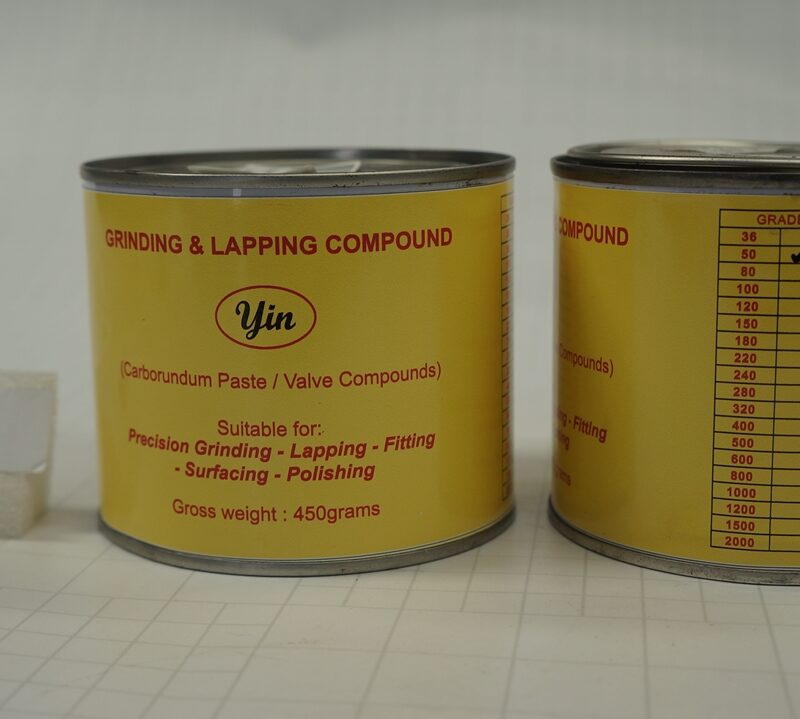 GRINDING & LAPPING COMPOUND
Yin
(Carborundum Paste / Valve Compounds)
Suitable for:
Precision Grinding - Lapping - Fitting
- Surfacing - Polishing
Gross weight : 450grams
COMPOUND
Compounds)
- Fitting
GRADE
36
50
80
100
120
150
180
220
240
280
320
400
500
600
800
1000
1200
1500
2000